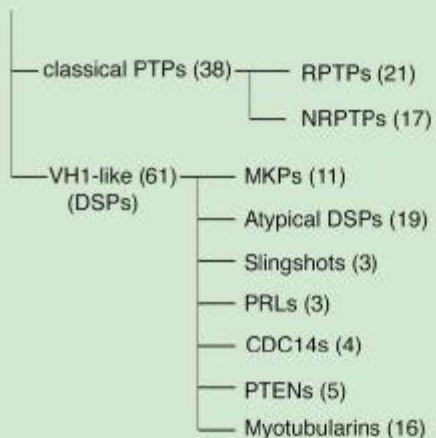 classical PTPs (38)
RPTPs (21)
NRPTPs (17)
VH1-like (61)
(DSPs)
MKPs (11)
Atypical DSPs (19)
Slingshots (3)
PRLs (3)
CDC14s (4)
PTENs (5)
Myotubularins (16)